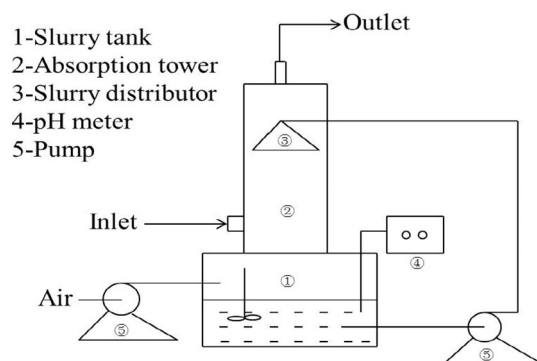 1-Slurry tank
2-Absorption tower
3-Slurry distributor
4-pH meter
5-Pump
Outlet
③
②
Inlet
④
①
Air
⑤
⑤